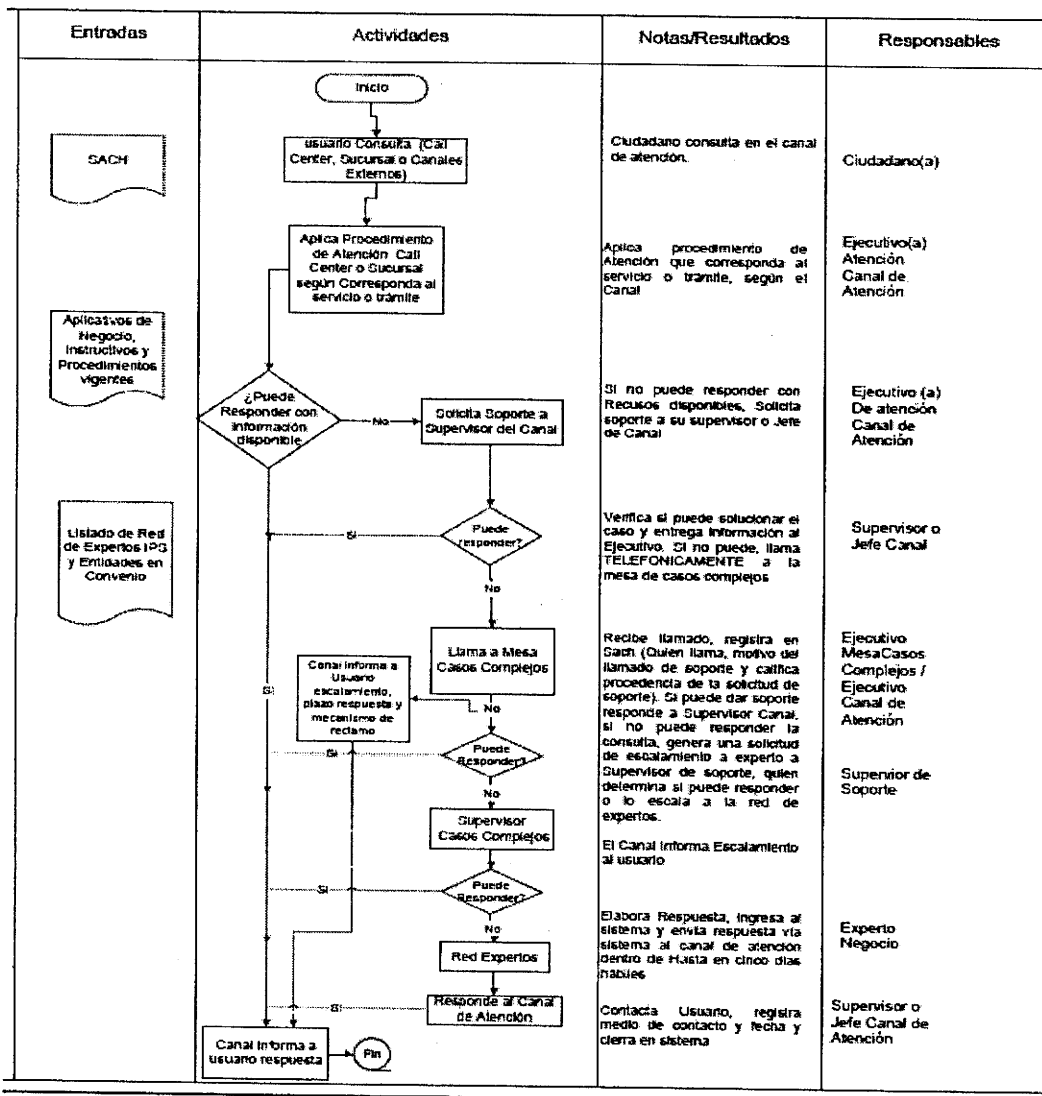 Entradas
Actividades
Notas/Resultados
Responsables
Inicio
SACH
usuario Consulta (Call
Center, Sucursal o Canales
Externos)
Ciudadano consulta en el canal
de atención.
Ciudadano(a)
Aplica Procedimiento
de Atención Call
Center o Sucursal
según Corresponda al
servicio o trámite
Aplica procedimiento de
Atención que corresponda al
servicio o trámite, según el
Canal
Ejecutivo(a)
Atención
Canal de
Atención
Aplicativos de
Negocio,
Instructivos y
Procedimientos
vigentes
¿Puede
Responder con
Información
disponible
No
Solicita Soporte a
Supervisor del Canal
Si no puede responder con
Recusos disponibles, Solicita
soporte a su supervisor o Jefe
de Canal
Ejecutivo (a)
De atención
Canal de
Atención
Listado de Red
de Expertos IPS
y Entidades en
Convenio
Si
Puede
responder?
Verifica si puede solucionar el
caso y entrega Información al
Ejecutivo. Si no puede, llama
TELEFONICAMENTE a la
mesa de casos complejos
Supervisor o
Jefe Canal
No
Llama a Mesa
Casos Complejos
Canal Informa a
Usuario
escalamiento,
plazo respuesta y
mecanismo de
reclamo
Si
No
Recibe llamado, registra en
Sach (Quien llama, motivo del
llamado de soporte y califica
procedencia de la solicitud de
soporte). Si puede dar soporte
responde a Supervisor Canal,
si no puede responder la
consulta, genera una solicitud
de escalamiento a experto a
Supervisor de soporte, quien
determina si puede responder
o lo escala a la red de
expertos.
Ejecutivo
MesaCasos
Complejos /
Ejecutivo
Canal de
Atención
Si
Puede
Responder?
Supervior de
Soporte
No
Supervisor
Casos Complejos
El Canal Informa Escalamiento
al usuario
Si
Puede
Responder?
No
Red Expertos
Elabora Respuesta, ingresa al
sistema y envía respuesta vía
sistema al canal de atención
dentro de Hasta en cinco días
hábiles
Experto
Negocio
Si
Responde al Canal
de Atención
Contacta Usuario, registra
medio de contacto y fecha y
cierra en sistema
Supervisor o
Jefe Canal de
Atención
Canal Informa a
usuario respuesta
Fin